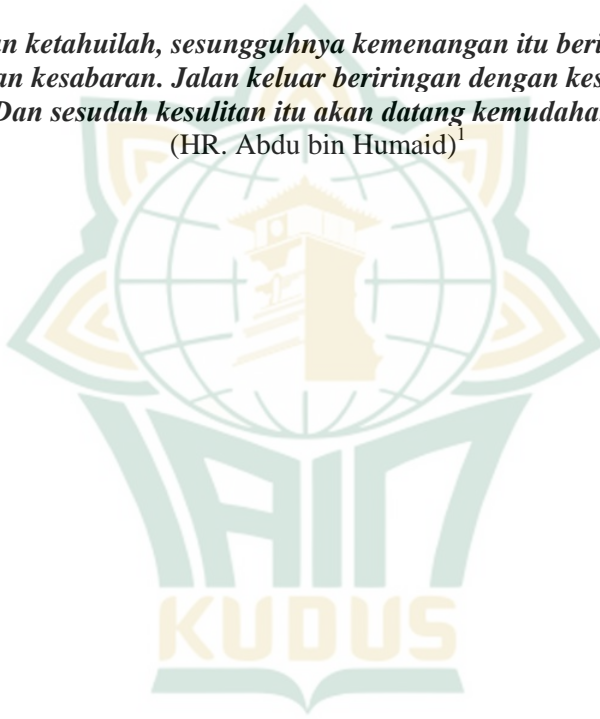 an ketahuilah, sesungguhnya kemenangan itu beri
an kesabaran. Jalan keluar beriringan dengan kes
Dan sesudah kesulitan itu akan datang kemudaha
(HR. Abdu bin Humaid)1
IAIN
KUDUS